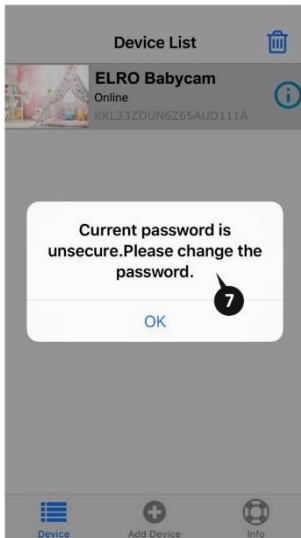 Device List
ELRO Babycam
Online
KKL33ZDUN6Z65AUD111A
Current password is
unsecure.Please change the
password.
7
OK
Device
Add Device
Info